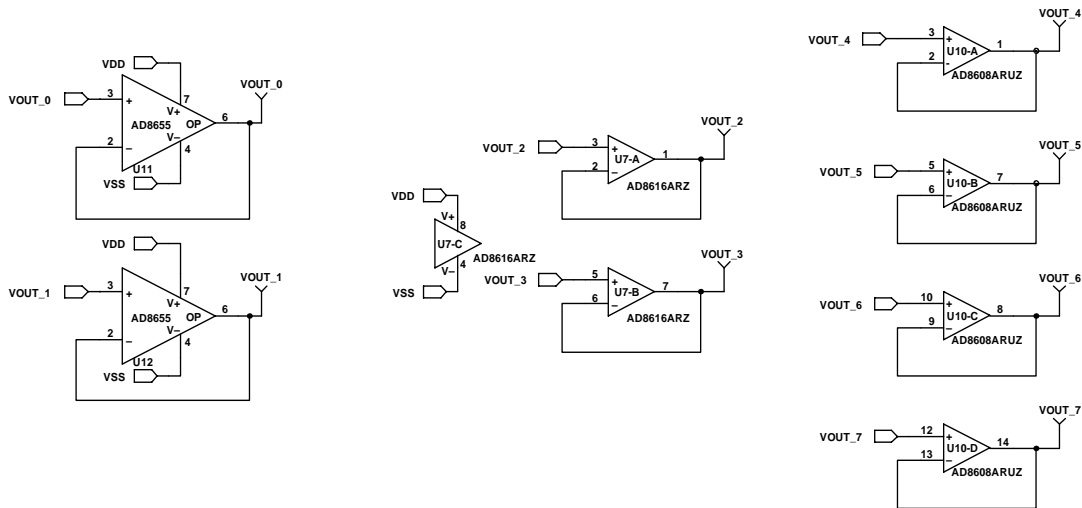 VDD
VOUT_0
VOUT_0
3
+
7
V+
AD8655
OP
6
2
−
V−
4
U11
VSS
VDD
VOUT_1
VOUT_1
3
+
7
V+
AD8655
OP
6
2
−
V−
4
U12
VSS
VDD
V+
8
U7-C
AD8616ARZ
4
V−
VSS
VOUT_2
VOUT_2
3
+
U7-A
1
2
−
AD8616ARZ
VOUT_3
VOUT_3
5
+
U7-B
7
6
−
AD8616ARZ
VOUT_4
VOUT_4
3
+
U10-A
1
2
-
AD8608ARUZ
VOUT_5
VOUT_5
5
+
U10-B
7
6
−
AD8608ARUZ
VOUT_6
VOUT_6
10
+
U10-C
8
9
−
AD8608ARUZ
VOUT_7
VOUT_7
12
+
U10-D
14
13
−
AD8608ARUZ